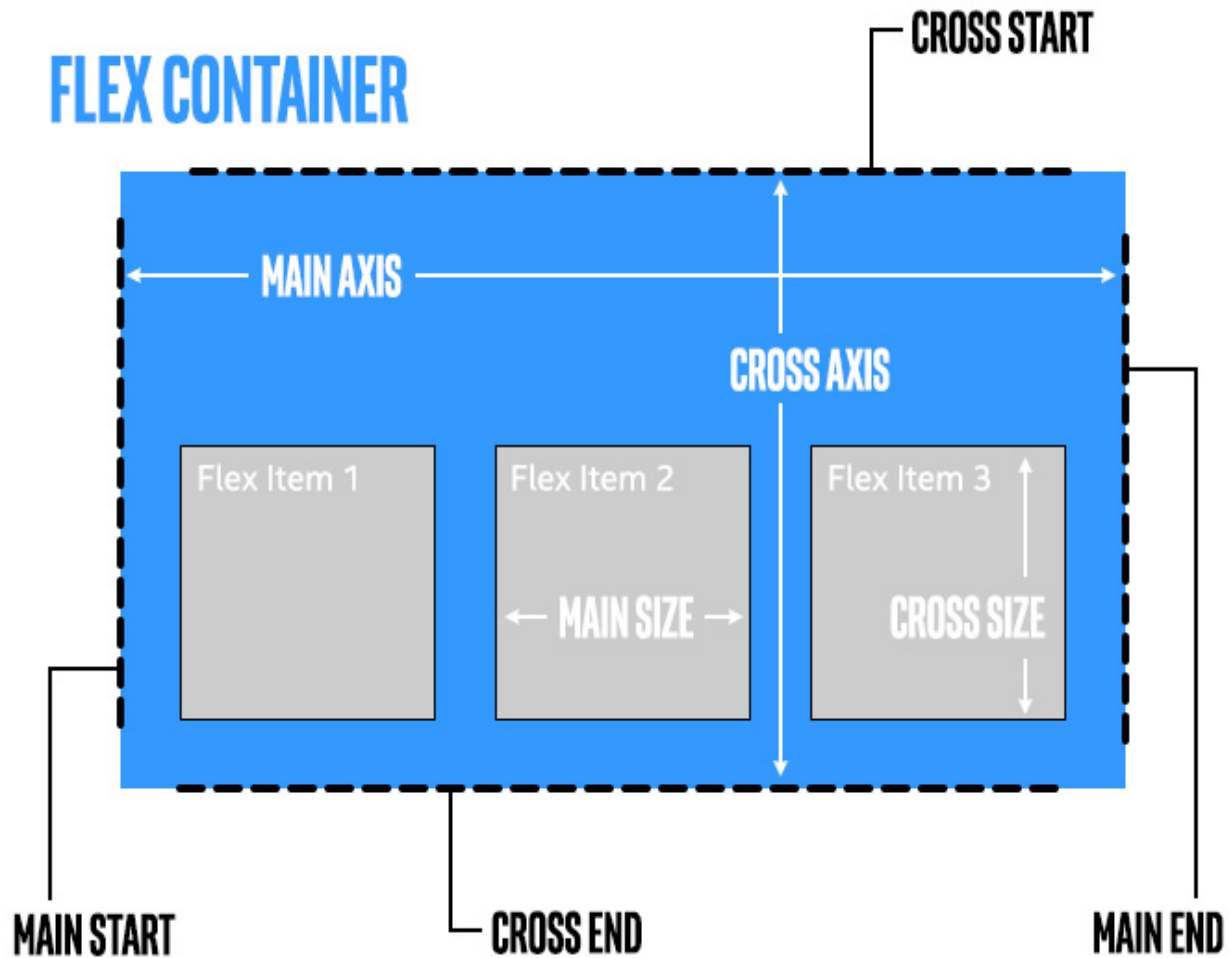 CROSS START
FLEX CONTAINER
MAIN AXIS
CROSS AXIS
Flex Item 1
Flex Item 2
Flex Item 3
MAIN SIZE
CROSS SIZE
MAIN START
CROSS END
MAIN END